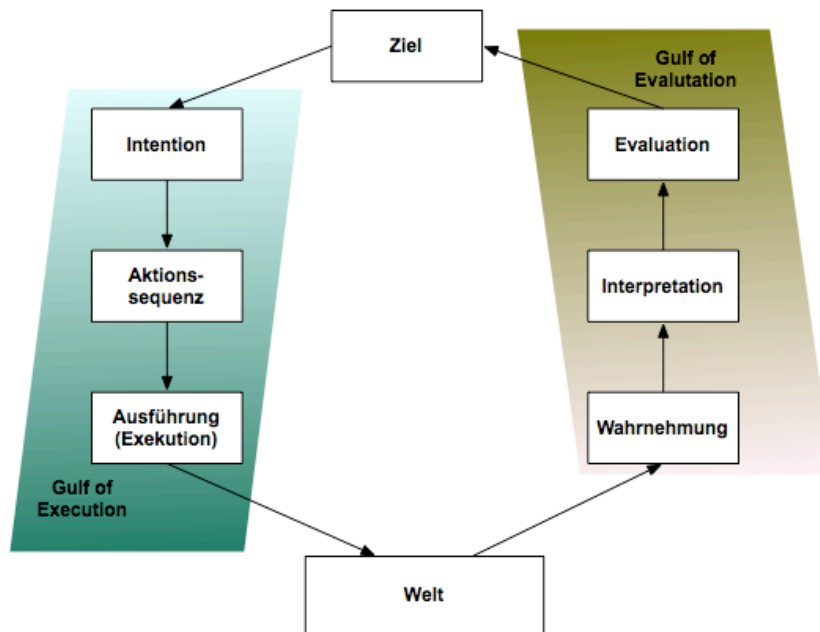 Ziel
Gulf of
Evalutation
Intention
Evaluation
Aktions-
sequenz
Interpretation
Ausführung
(Exekution)
Wahrnehmung
Gulf of
Execution
Welt